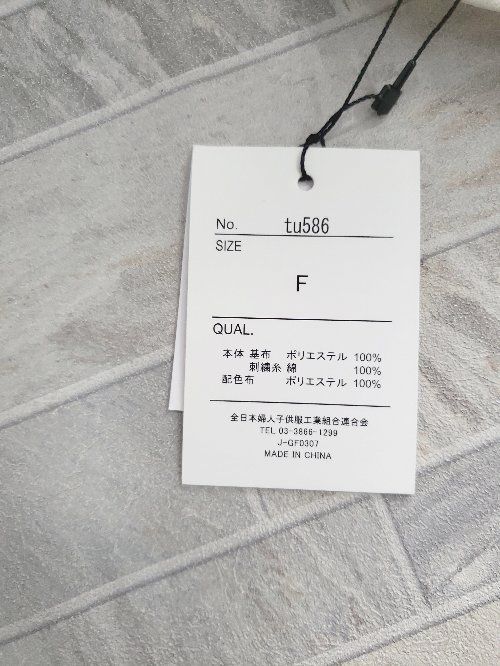 No. tu586
SIZE
F
QUAL.
本体 基布 ポリエステル 100%
刺繍糸 綿 100%
配色布 ポリエステル 100%
全日本婦人子供服工業組合連合会
TEL 03-3866-1299
J-GF0307
MADE IN CHINA